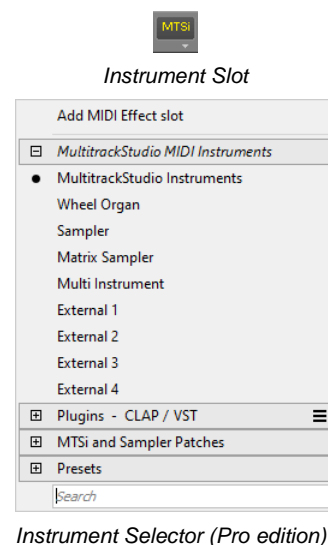 MTSi
Instrument Slot
Add MIDI Effect slot
MultitrackStudio MIDI Instruments
MultitrackStudio Instruments
Wheel Organ
Sampler
Matrix Sampler
Multi Instrument
External 1
External 2
External 3
External 4
Plugins - CLAP / VST
MTSi and Sampler Patches
Presets
Search
Instrument Selector (Pro edition)